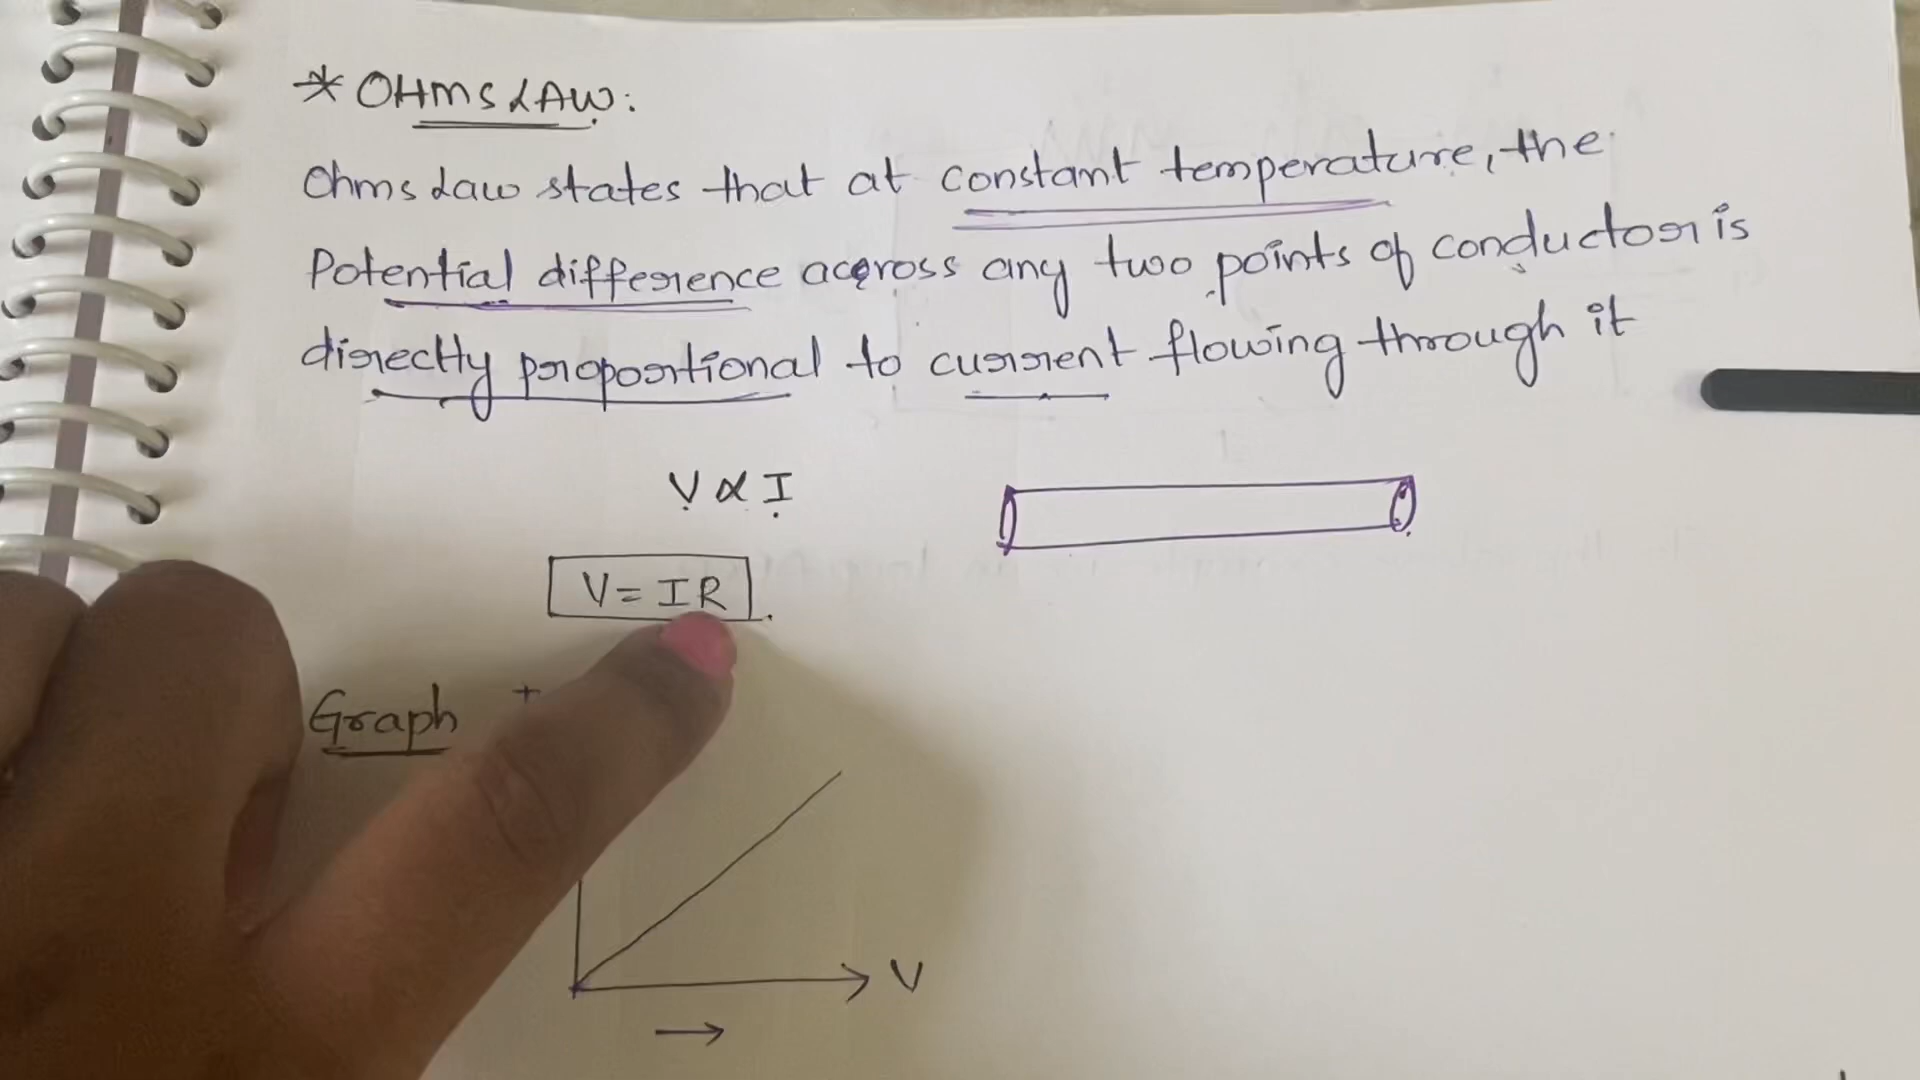 * OHMS LAW:
Ohms Law states that at constant temperature, the
Potential difference across any two points of conductor is
directly proportional to current flowing through it
V ∝ I
V = IR
Graph
V